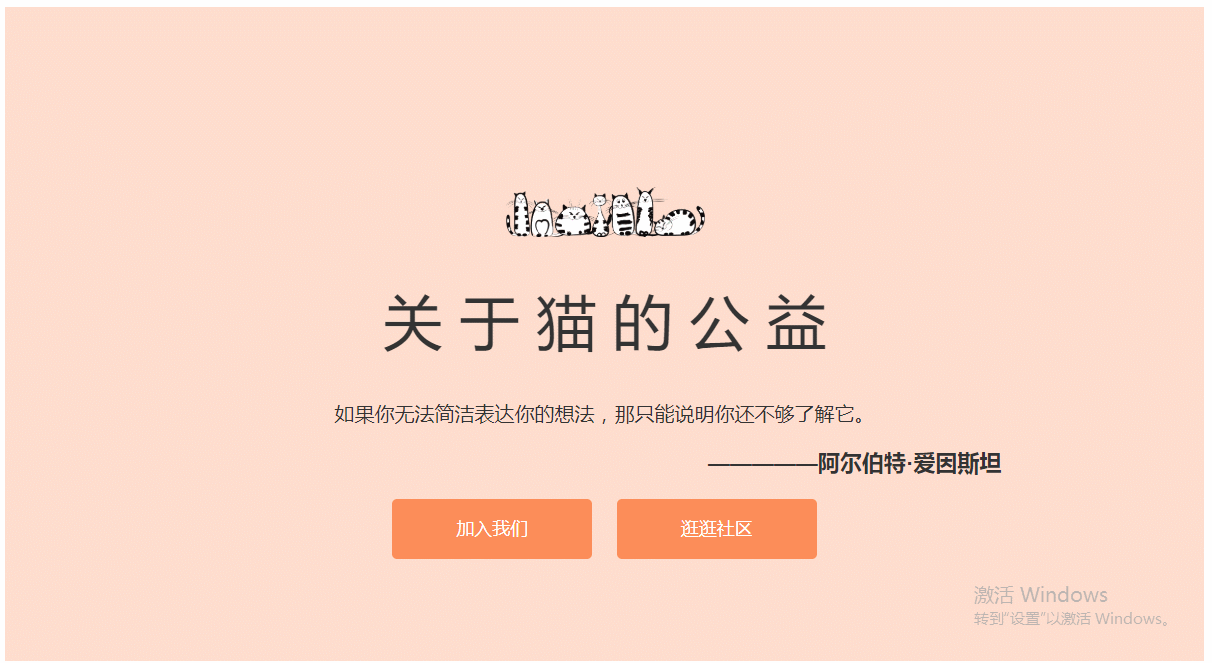 关于猫的公益
如果你无法简洁表达你的想法，那只能说明你还不够了解它。
—————阿尔伯特·爱因斯坦
加入我们
逛逛社区
激活 Windows
转到"设置"以激活 Windows。